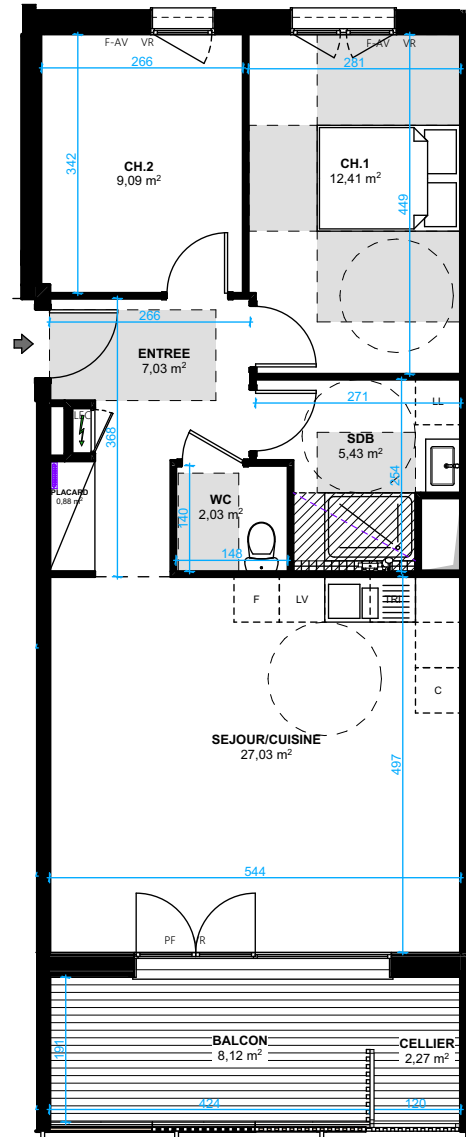 F-AV VR
F-AV VR
266
281
342
CH.2
9,09 m²
CH.1
12,41 m²
449
266
ENTREE
7,03 m²
368
271
LL
SDB
5,43 m²
254
PLACARD
0,88 m²
WC
2,03 m²
140
148
F
LV
TRI
C
SEJOUR/CUISINE
27,03 m²
497
544
PF
R
BALCON
8,12 m²
CELLIER
2,27 m²
191
424
120